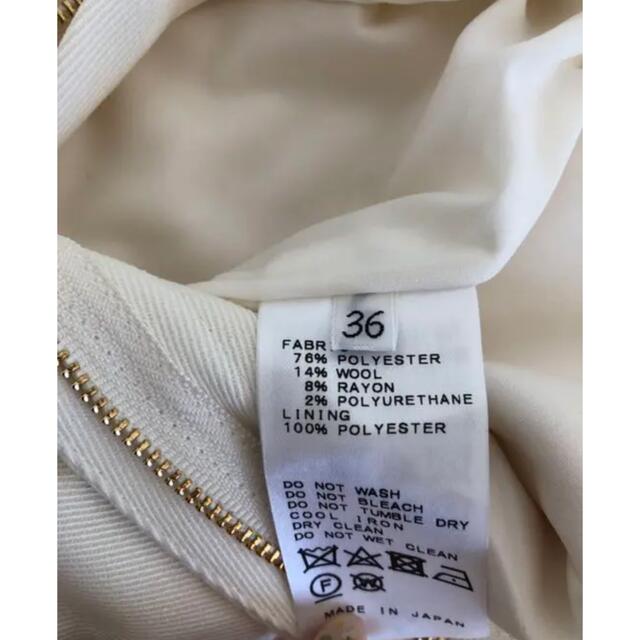 36
FABR
76% POLYESTER
14% WOOL
8% RAYON
2% POLYURETHANE
LINING
100% POLYESTER
DO NOT WASH
DO NOT BLEACH
DO NOT TUMBLE DRY
COOL IRON
DRY CLEAN
DO NOT WET CLEAN
F W
MADE IN JAPAN